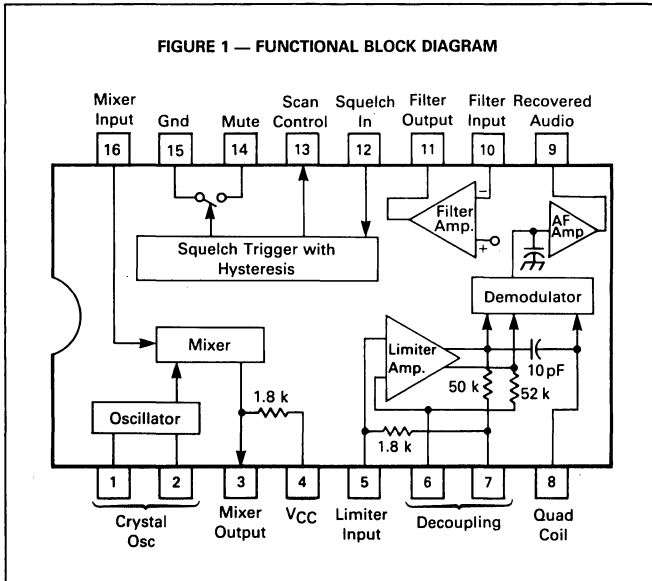 FIGURE 1 — FUNCTIONAL BLOCK DIAGRAM
Mixer Input
Gnd
Mute
Scan Control
Squelch In
Filter Output
Filter Input
Recovered Audio
16
15
14
13
12
11
10
9
Squelch Trigger with
Hysteresis
Filter
Amp.
−
+
AF
Amp
Demodulator
Mixer
Limiter
Amp.
10 pF
50 k
52 k
1.8 k
Oscillator
1.8 k
1
2
3
4
5
6
7
8
Crystal
Osc
Mixer
Output
VCC
Limiter
Input
Decoupling
Quad
Coil